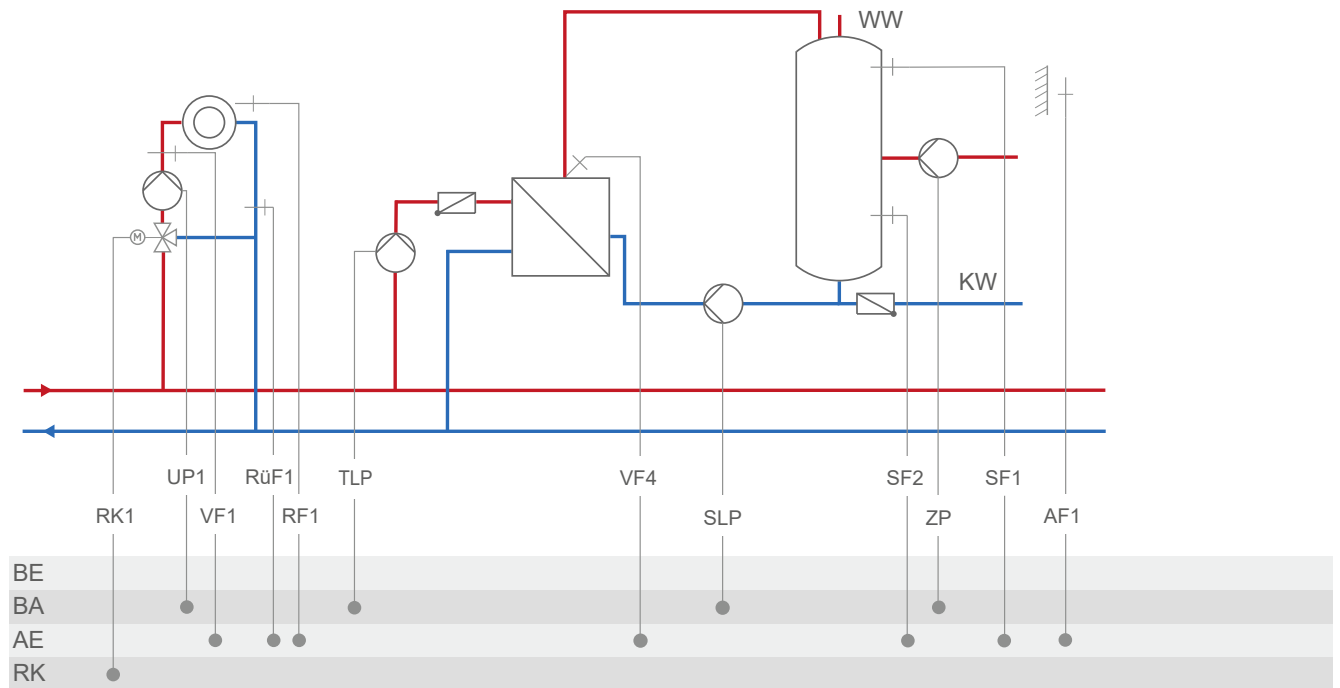 WW
M
KW
UP1 RüF1 TLP VF4 SF2 SF1
RK1 VF1 RF1 SLP ZP AF1
BE
BA
AE
RK